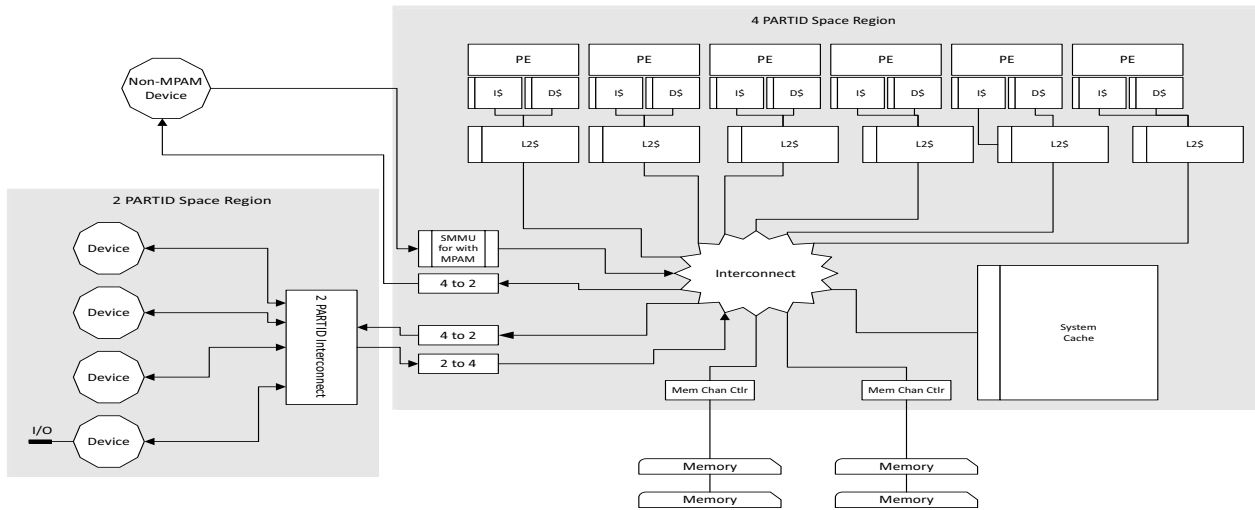 4 PARTID Space Region
PE PE PE PE PE PE
I$ D$ I$ D$ I$ D$ I$ D$ I$ D$ I$ D$
L2$ L2$ L2$ L2$ L2$ L2$
Non-MPAM
Device
2 PARTID Space Region
Device
Device
Device
Device
I/O
2 PARTID Interconnect
SMMU
for with
MPAM
4 to 2
4 to 2
2 to 4
Interconnect
System
Cache
Mem Chan Ctlr Mem Chan Ctlr
Memory Memory
Memory Memory